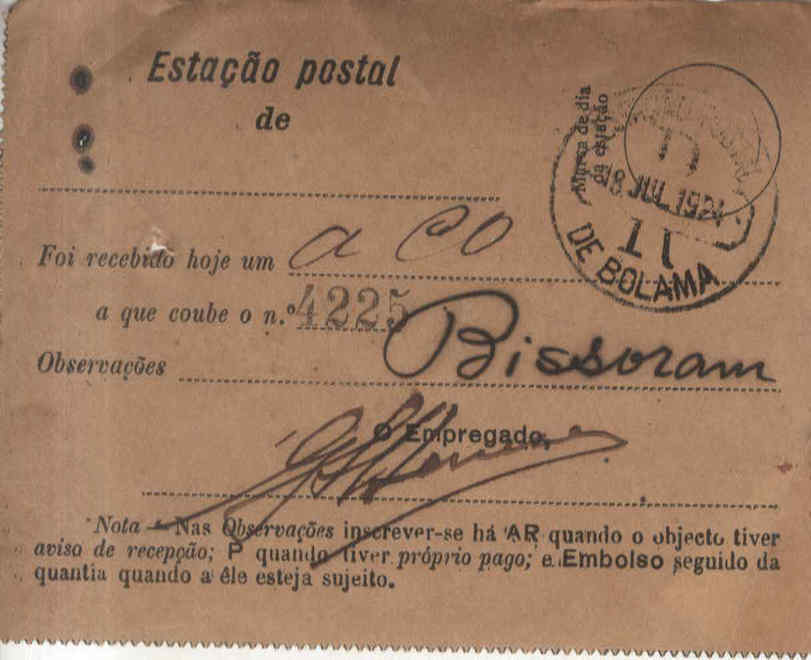 Estação postal
de
Marca de dia
da estação
18 JUL 192
DE BOLAMA
Foi recebido hoje um
a que coube o n.º 4225
Bissoram
Observações
O Empregado,
Nota — Nas Observações inscrever-se há AR quando o objecto tiver
aviso de recepção; P quando tiver próprio pago; e Embolso seguido da
quantia quando a êle esteja sujeito.